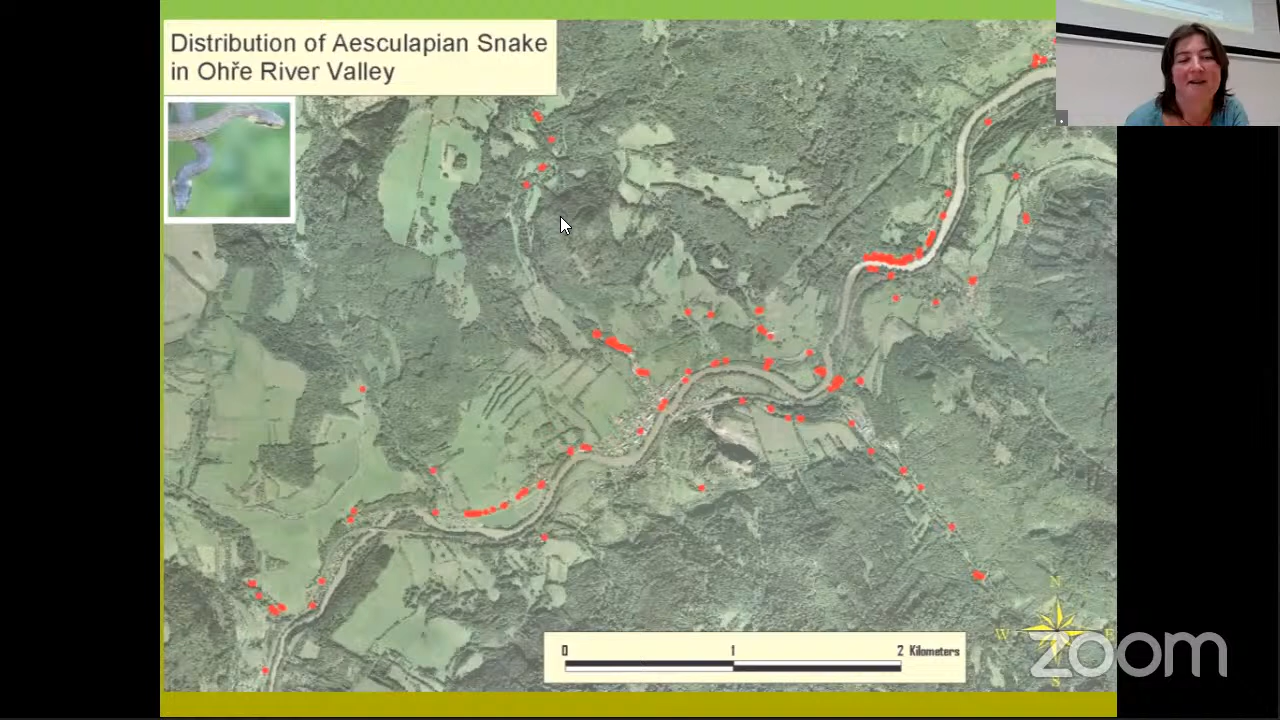 Distribution of Aesculapian Snake
in Ohře River Valley
0 1 2 Kilometers
N
W E
S
zoom